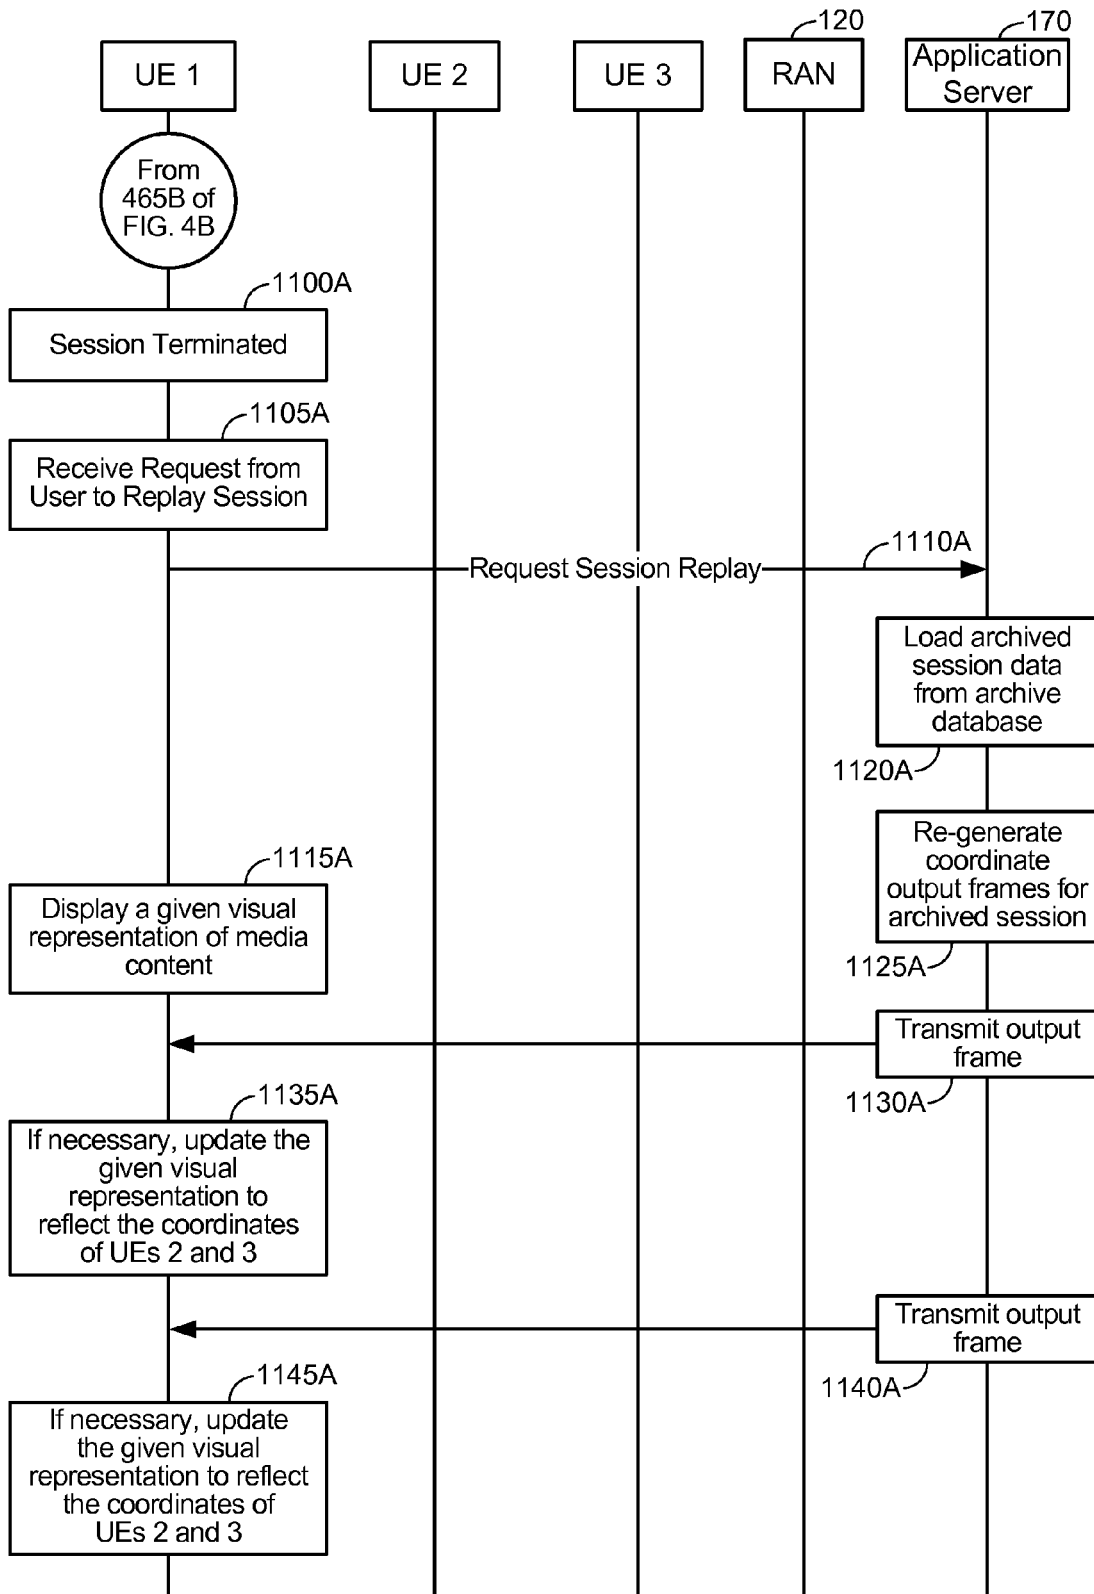 120
170
UE 1
UE 2
UE 3
RAN
Application
Server
From
465B of
FIG. 4B
1100A
Session Terminated
1105A
Receive Request from
User to Replay Session
1110A
Request Session Replay
Load archived
session data
from archive
database
1120A
Re-generate
coordinate
output frames for
archived session
1125A
1115A
Display a given visual
representation of media
content
Transmit output
frame
1130A
1135A
If necessary, update the
given visual
representation to
reflect the coordinates
of UEs 2 and 3
Transmit output
frame
1140A
1145A
If necessary, update
the given visual
representation to reflect
the coordinates of
UEs 2 and 3